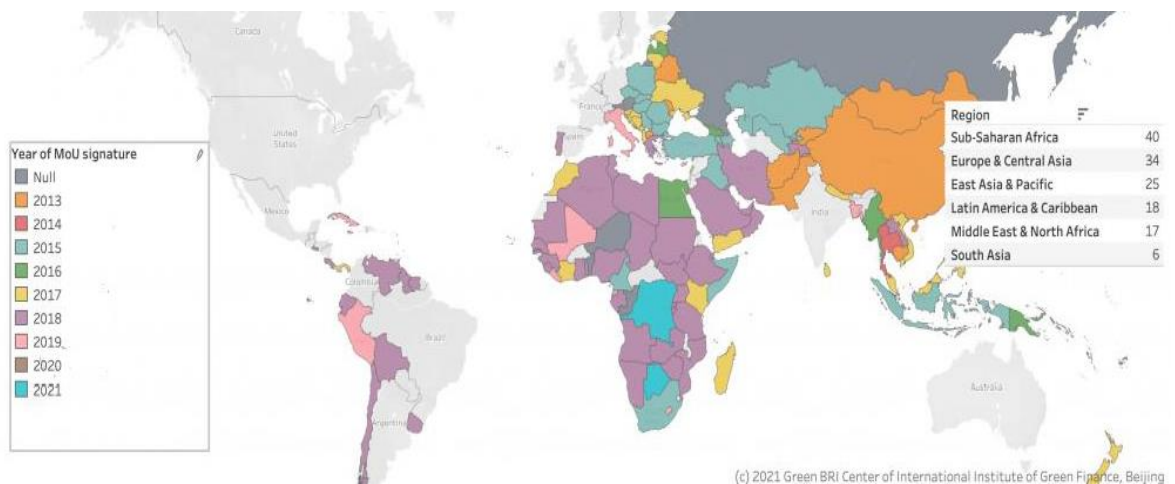 Canada
United
States
Mexico
Colombia
Brazil
Argentina
France
Spain
India
Australia
Year of MoU signature
Null
2013
2014
2015
2016
2017
2018
2019
2020
2021
Region
Sub-Saharan Africa 40
Europe & Central Asia 34
East Asia & Pacific 25
Latin America & Caribbean 18
Middle East & North Africa 17
South Asia 6
(c) 2021 Green BRI Center of International Institute of Green Finance, Beijing